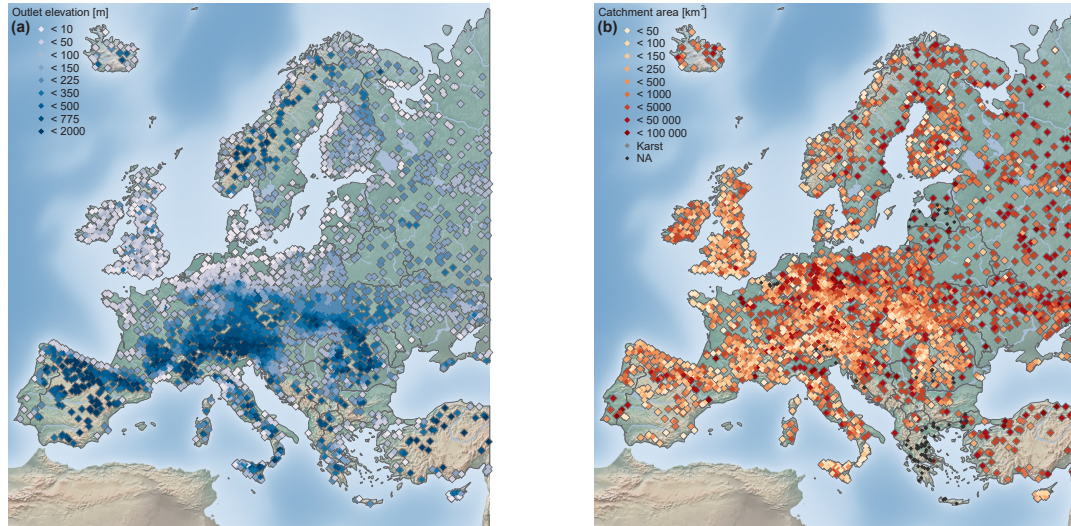 Outlet elevation [m]
(a)
< 10
< 50
< 100
< 150
< 225
< 350
< 500
< 775
< 2000
Catchment area [km²]
(b)
< 50
< 100
< 150
< 250
< 500
< 1000
< 5000
< 50 000
< 100 000
Karst
NA